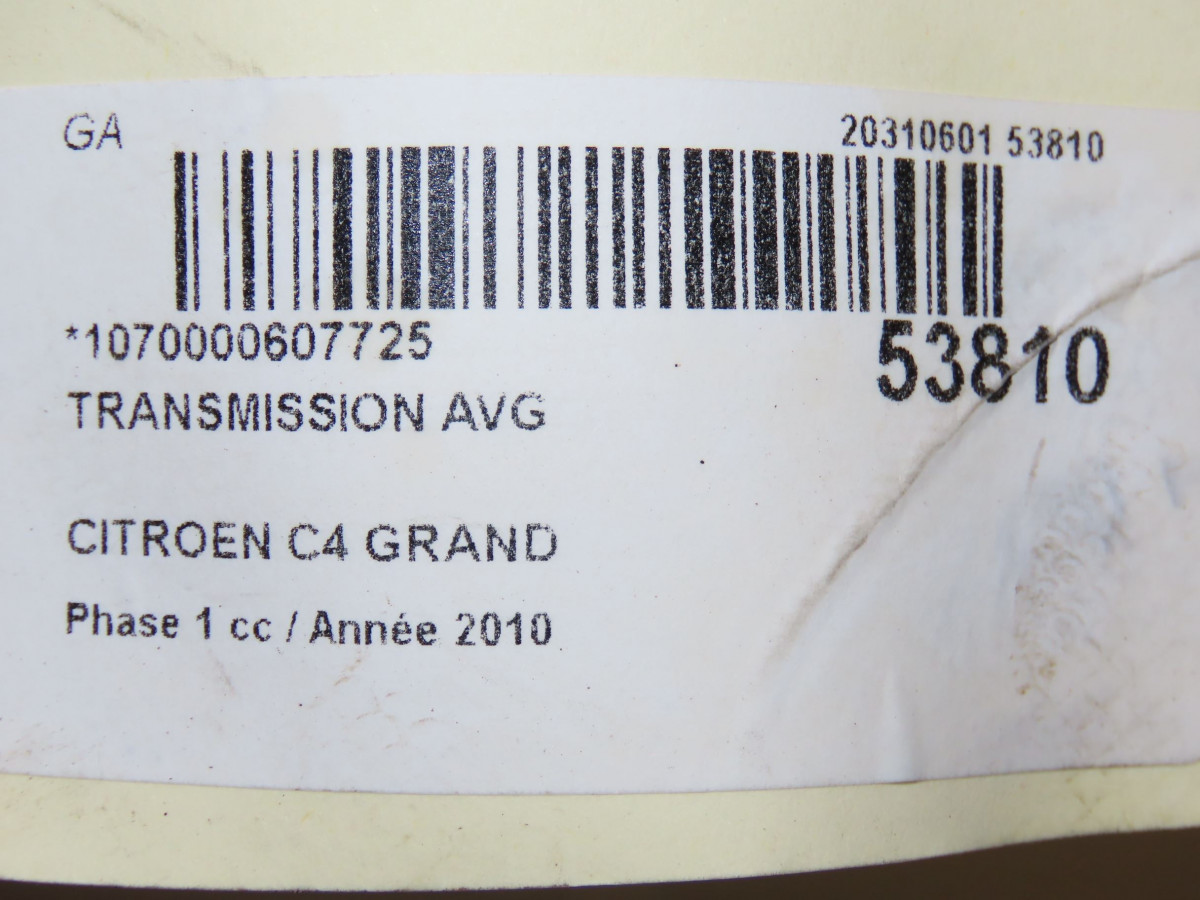 GA
20310601 53810
*1070000607725
53810
TRANSMISSION AVG
CITROEN C4 GRAND
Phase 1 cc / Année 2010